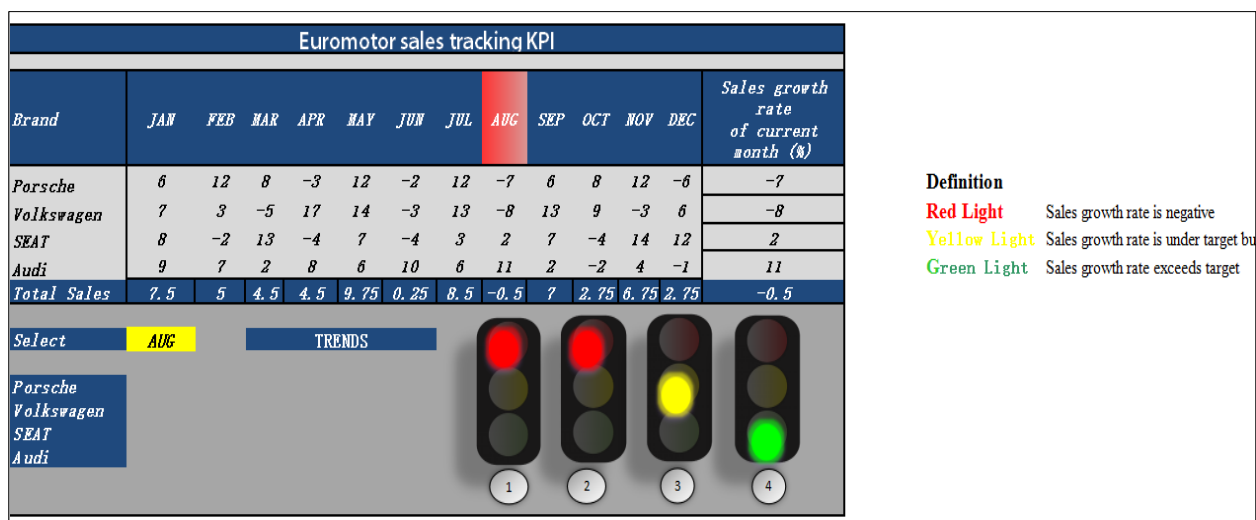 Euromotor sales tracking KPI
Brand JAN FEB MAR APR MAY JUN JUL AUG SEP OCT NOV DEC Sales growth rate of current month (%)
Porsche 6 12 8 -3 12 -2 12 -7 6 8 12 -6 -7
Volkswagen 7 3 -5 17 14 -3 13 -8 13 9 -3 6 -8
SEAT 8 -2 13 -4 7 -4 3 2 7 -4 14 12 2
Audi 9 7 2 8 6 10 6 11 2 -2 4 -1 11
Total Sales 7.5 5 4.5 4.5 9.75 0.25 8.5 -0.5 7 2.75 6.75 2.75 -0.5
Select AUG TRENDS
Porsche
Volkswagen
SEAT
Audi
1 2 3 4
Definition
Red Light Sales growth rate is negative
Yellow Light Sales growth rate is under target bu
Green Light Sales growth rate exceeds target